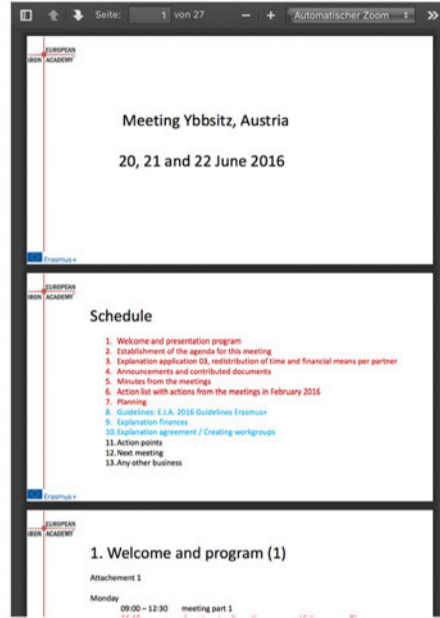 Seite: 1 von 27 − + Automatischer Zoom
EUROPEAN
IRON ACADEMY
Meeting Ybbsitz, Austria
20, 21 and 22 June 2016
Erasmus+
EUROPEAN
IRON ACADEMY
Schedule
1. Welcome and presentation program
2. Establishment of the agenda for this meeting
3. Explanation application 03, redistribution of time and financial means per partner
4. Announcements and contributed documents
5. Minutes from the meetings
6. Action list with actions from the meetings in February 2016
7. Planning
8. Guidelines: E.I.A. 2016 Guidelines Erasmus+
9. Explanation finances
10. Explanation agreement / Creating workgroups
11. Action points
12. Next meeting
13. Any other business
Erasmus+
EUROPEAN
IRON ACADEMY
1. Welcome and program (1)
Attachement 1
Monday
09:00 – 12:30 meeting part 1